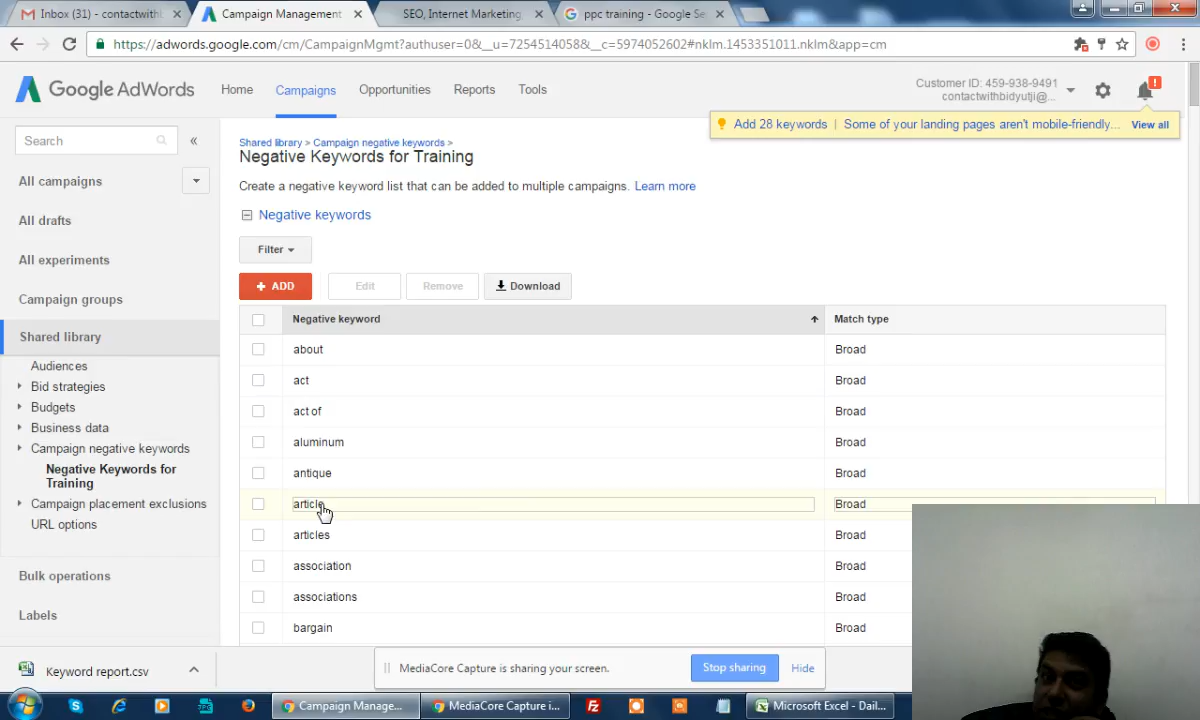 Inbox (31) - contactwithb
Campaign Management
SEO, Internet Marketing
ppc training - Google Se
https://adwords.google.com/cm/CampaignMgmt?authuser=0&__u=7254514058&__c=5974052602#nklm.1453351011.nklm&app=cm
Google AdWords
Home
Campaigns
Opportunities
Reports
Tools
Customer ID: 459-938-9491
contactwithbidyutji@...
Add 28 keywords | Some of your landing pages aren't mobile-friendly... View all
Search
«
All campaigns
All drafts
All experiments
Campaign groups
Shared library
Audiences
Bid strategies
Budgets
Business data
Campaign negative keywords
Negative Keywords for
Training
Campaign placement exclusions
URL options
Bulk operations
Labels
Shared library > Campaign negative keywords >
Negative Keywords for Training
Create a negative keyword list that can be added to multiple campaigns. Learn more
Negative keywords
Filter
+ ADD
Edit
Remove
Download
Negative keyword Match type
about Broad
act Broad
act of Broad
aluminum Broad
antique Broad
article Broad
articles Broad
association Broad
associations Broad
bargain Broad
Keyword report.csv
MediaCore Capture is sharing your screen.
Stop sharing
Hide
Campaign Manage...
MediaCore Capture i...
Microsoft Excel - Dail...